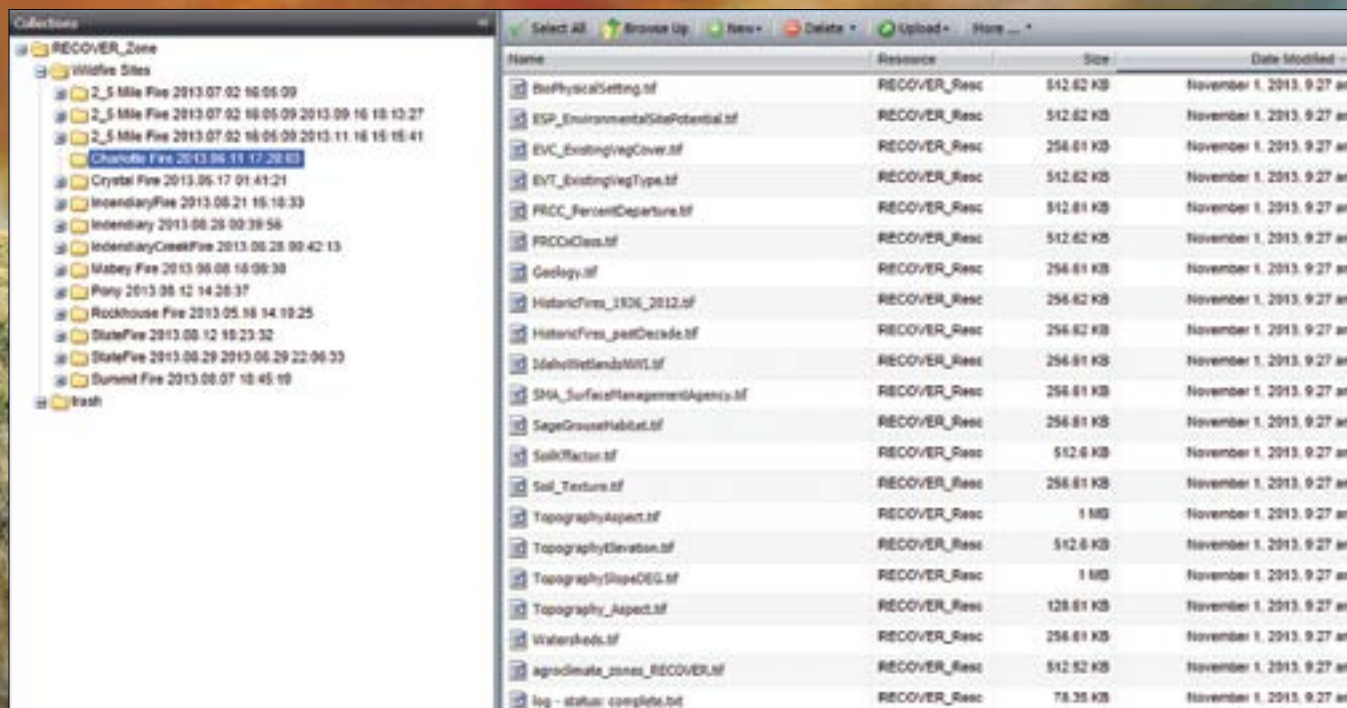 Collections
RECOVER_Zone
Wildfire Sites
2_5 Mile Fire 2013.07.02 16:05:09
2_5 Mile Fire 2013.07.02 16:05:09 2013.09.16 18:13:27
2_5 Mile Fire 2013.07.02 16:05:09 2013.11.16 15:15:41
Charlotte Fire 2013.06.11 17:28:03
Crystal Fire 2013.05.17 01:41:21
IncendiaryFire 2013.08.21 15:18:33
Indendiary 2013.08.28 00:39:56
IndendiaryCreekFire 2013.08.28 00:42:13
Mabey Fire 2013.08.08 16:08:38
Pony 2013.08.12 14:28:37
Rockhouse Fire 2013.05.16 14:10:25
StateFire 2013.08.12 18:23:32
StateFire 2013.08.29 2013.08.29 22:06:33
Summit Fire 2013.08.07 18:45:19
trash
Select All Browse Up New Delete Upload More ...
Name Resource Size Date Modified
BioPhysicalSetting.tif RECOVER_Resc 512.62 KB November 1, 2013, 9:27 am
ESP_EnvironmentalSitePotential.tif RECOVER_Resc 512.62 KB November 1, 2013, 9:27 am
EVC_ExistingVegCover.tif RECOVER_Resc 256.61 KB November 1, 2013, 9:27 am
EVT_ExistingVegType.tif RECOVER_Resc 512.62 KB November 1, 2013, 9:27 am
FRCC_PercentDeparture.tif RECOVER_Resc 512.61 KB November 1, 2013, 9:27 am
FRCCxClass.tif RECOVER_Resc 512.62 KB November 1, 2013, 9:27 am
Geology.tif RECOVER_Resc 256.61 KB November 1, 2013, 9:27 am
HistoricFires_1936_2012.tif RECOVER_Resc 256.62 KB November 1, 2013, 9:27 am
HistoricFires_pastDecade.tif RECOVER_Resc 256.62 KB November 1, 2013, 9:27 am
IdahoWetlandsNWI.tif RECOVER_Resc 256.61 KB November 1, 2013, 9:27 am
SMA_SurfaceManagementAgency.tif RECOVER_Resc 256.61 KB November 1, 2013, 9:27 am
SageGrouseHabitat.tif RECOVER_Resc 256.61 KB November 1, 2013, 9:27 am
SoilKffactor.tif RECOVER_Resc 512.6 KB November 1, 2013, 9:27 am
Soil_Texture.tif RECOVER_Resc 256.61 KB November 1, 2013, 9:27 am
TopographyAspect.tif RECOVER_Resc 1 MB November 1, 2013, 9:27 am
TopographyElevation.tif RECOVER_Resc 512.6 KB November 1, 2013, 9:27 am
TopographySlopeDEG.tif RECOVER_Resc 1 MB November 1, 2013, 9:27 am
Topography_Aspect.tif RECOVER_Resc 128.61 KB November 1, 2013, 9:27 am
Watersheds.tif RECOVER_Resc 256.61 KB November 1, 2013, 9:27 am
agroclimate_zones_RECOVER.tif RECOVER_Resc 512.52 KB November 1, 2013, 9:27 am
log - status: complete.txt RECOVER_Resc 78.35 KB November 1, 2013, 9:27 am